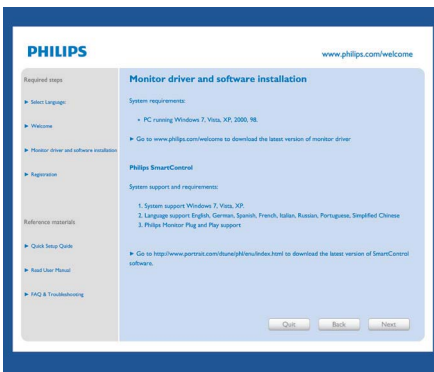 PHILIPS
www.philips.com/welcome
Required steps
Select Language:
Welcome
Monitor driver and software installation
Registration
Reference materials
Quick Setup Guide
Read User Manual
FAQ & Troubleshooting
Monitor driver and software installation
System requirements:
PC running Windows 7, Vista, XP, 2000, 98.
Go to www.philips.com/welcome to download the latest version of monitor driver
Philips SmartControl
System support and requirements:
1. System support Windows 7, Vista, XP.
2. Language support English, German, Spanish, French, Italian, Russian, Portuguese, Simplified Chinese
3. Philips Monitor Plug and Play support
Go to http://www.portrait.com/dtune/phl/enu/index.html to download the latest version of SmartControl
software.
Quit
Back
Next